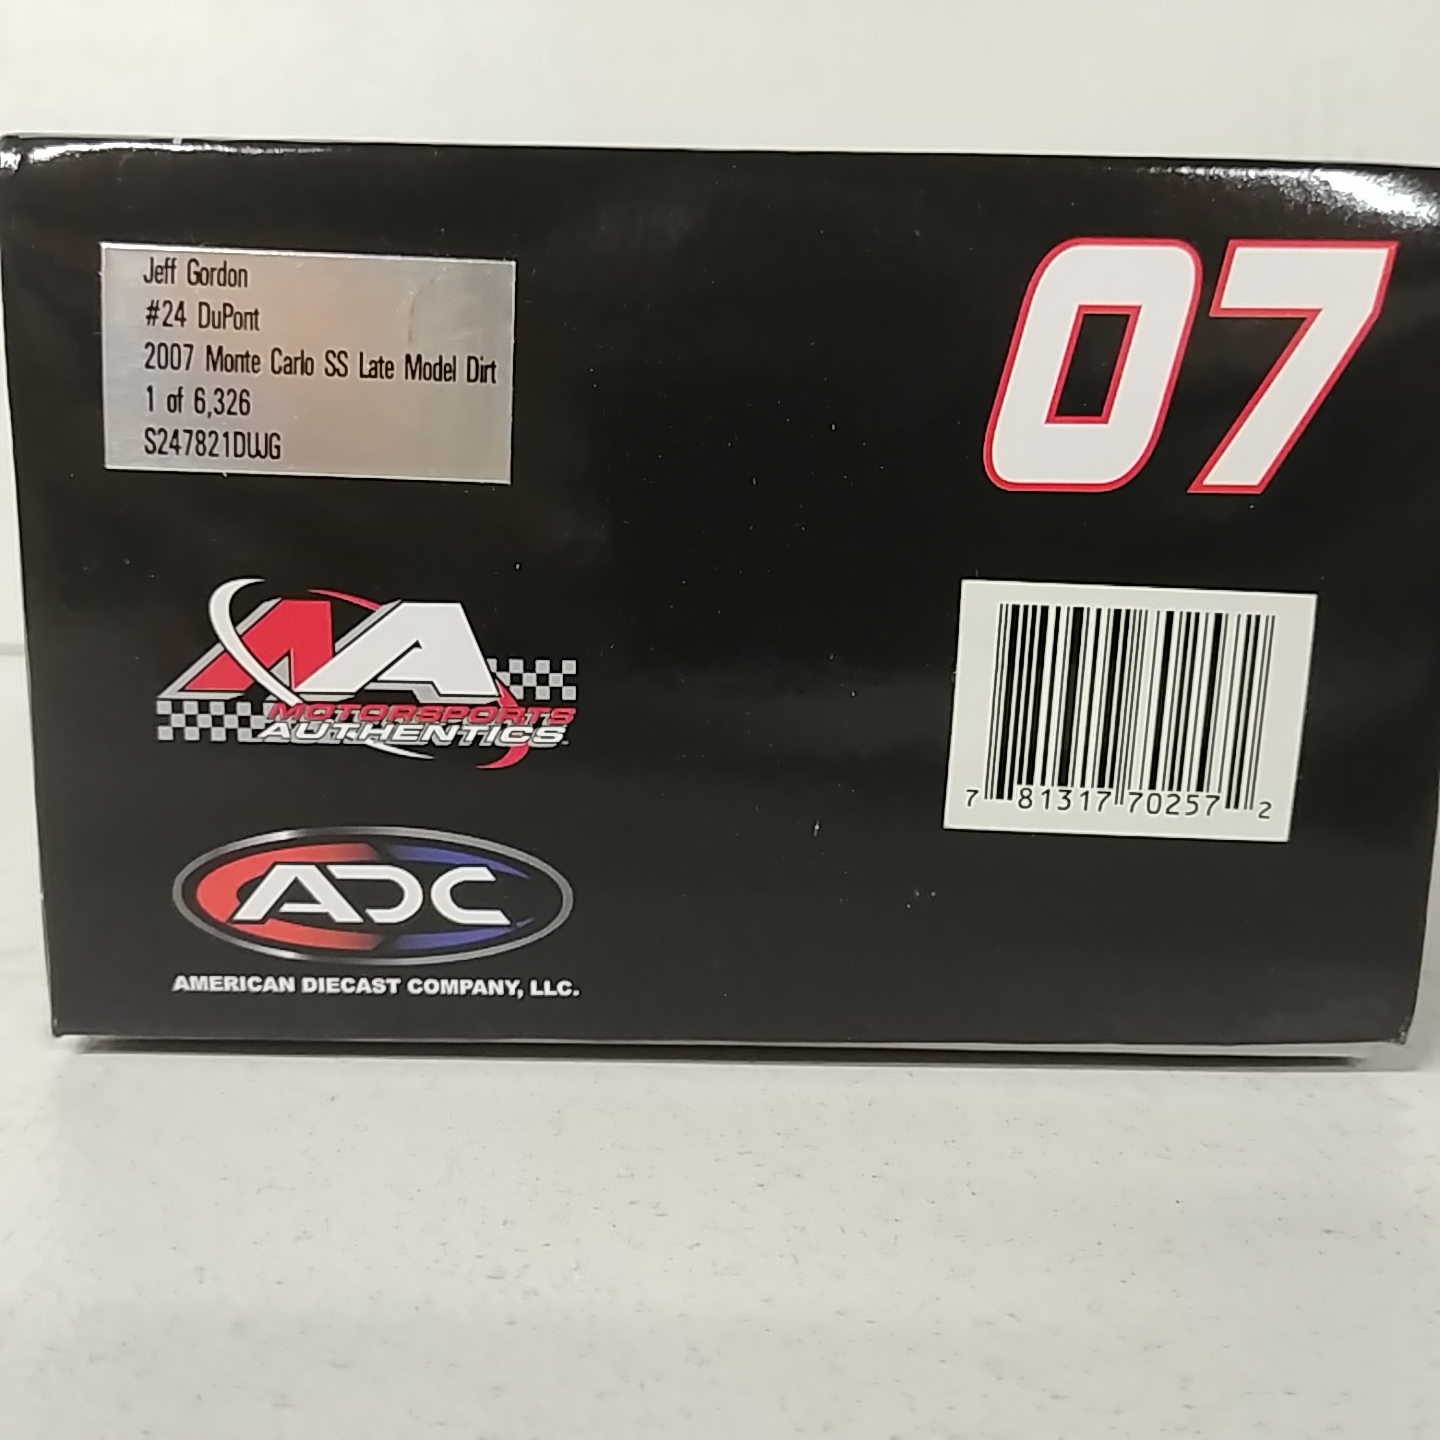 Jeff Gordon
#24 DuPont
2007 Monte Carlo SS Late Model Dirt
1 of 6,326
S247821DWJG
07
MA
MOTORSPORTS
AUTHENTICS
7 81317 70257 2
ADC
AMERICAN DIECAST COMPANY, LLC.